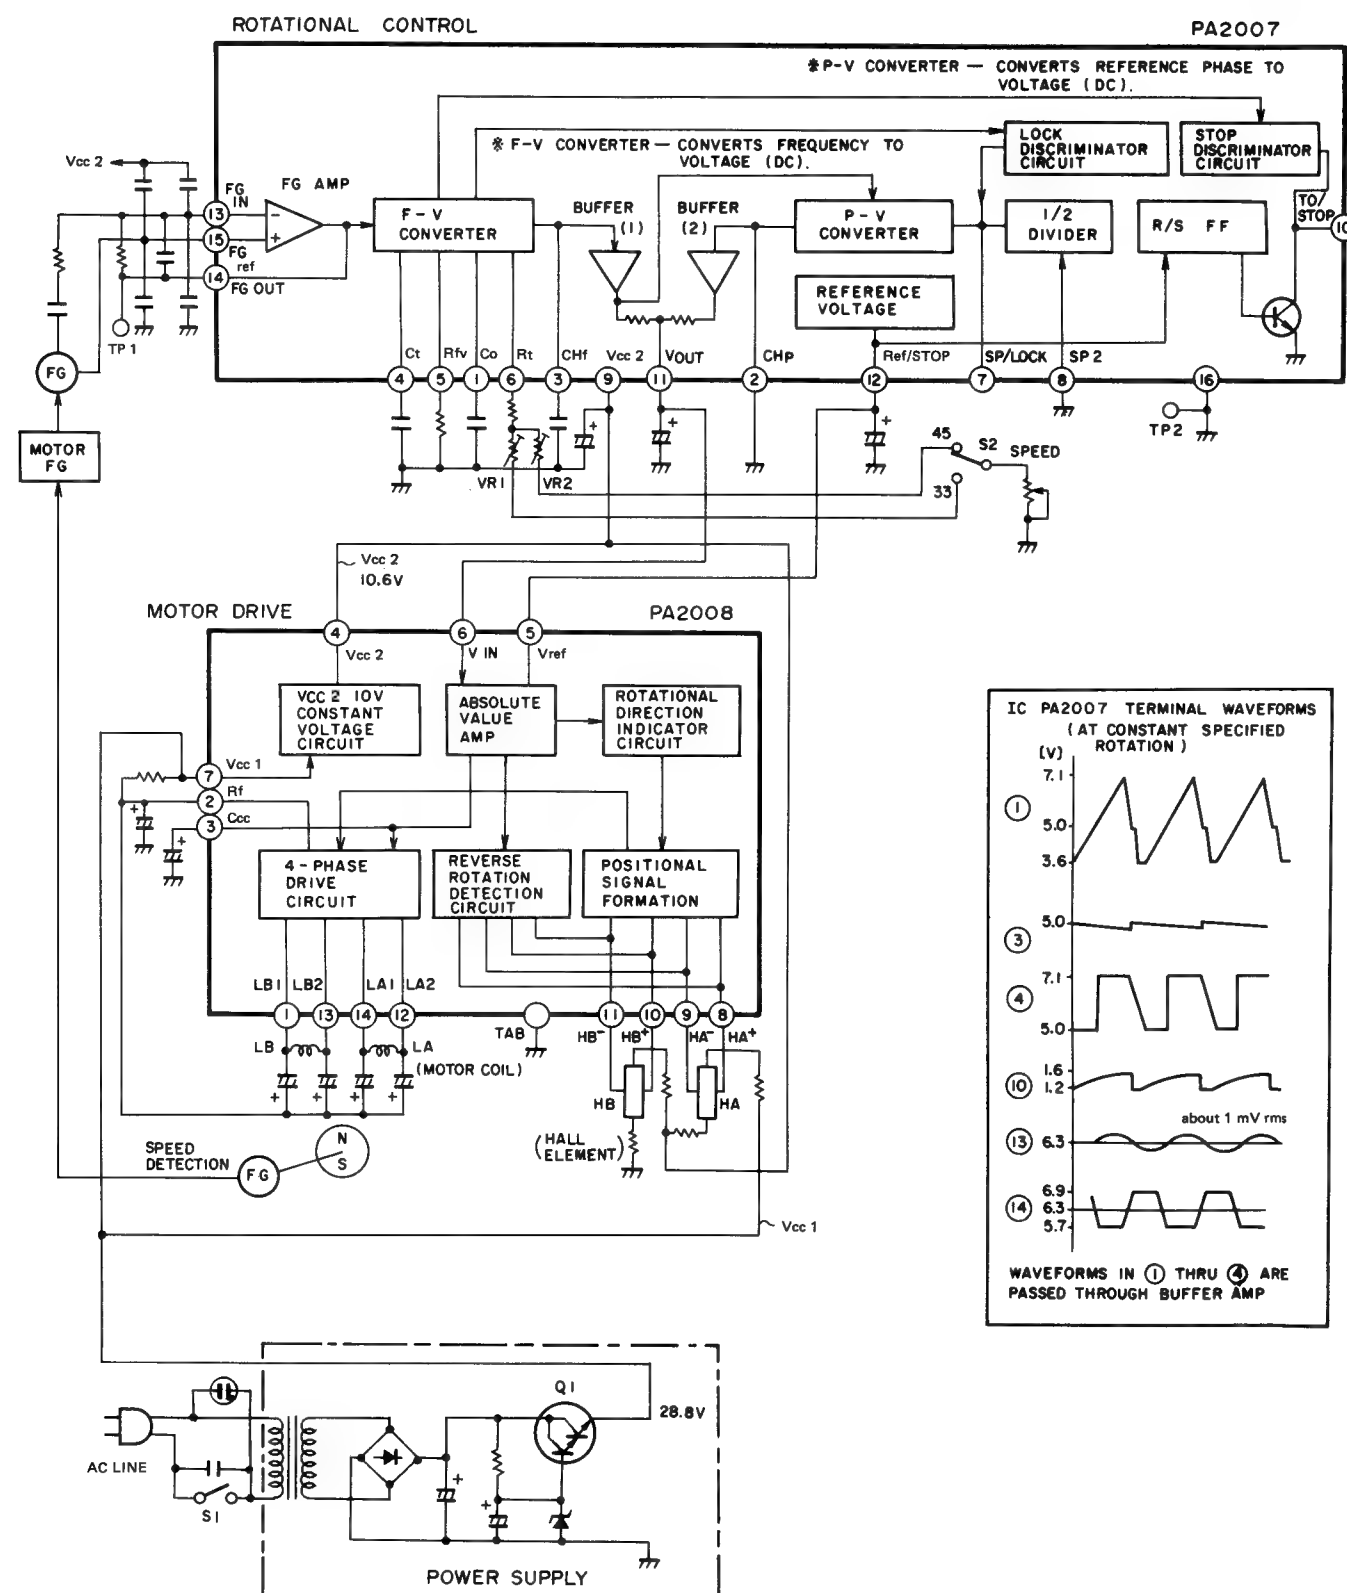 ROTATIONAL CONTROL
PA2007
※P-V CONVERTER — CONVERTS REFERENCE PHASE TO
VOLTAGE (DC).
※ F-V CONVERTER — CONVERTS FREQUENCY TO
VOLTAGE (DC).
LOCK
DISCRIMINATOR
CIRCUIT
STOP
DISCRIMINATOR
CIRCUIT
Vcc 2
FG
IN
FG AMP
13
−
15
+
FG
ref
14
FG OUT
F - V
CONVERTER
BUFFER
(1)
BUFFER
(2)
P - V
CONVERTER
1/2
DIVIDER
R/S FF
TO/
STOP
10
REFERENCE
VOLTAGE
TP 1
FG
MOTOR
FG
Ct
Rfv
Co
Rt
CHf
Vcc 2
VOUT
CHP
Ref/STOP
SP/LOCK
SP 2
4
5
1
6
3
9
11
2
12
7
8
16
+
+
+
TP 2
VR1
VR2
45
S2
SPEED
33
Vcc 2
10.6V
MOTOR DRIVE
PA2008
4
6
5
Vcc 2
V IN
Vref
VCC 2 10V
CONSTANT
VOLTAGE
CIRCUIT
ABSOLUTE
VALUE
AMP
ROTATIONAL
DIRECTION
INDICATOR
CIRCUIT
7
Vcc 1
2
Rf
3
Ccc
+
+
4 - PHASE
DRIVE
CIRCUIT
REVERSE
ROTATION
DETECTION
CIRCUIT
POSITIONAL
SIGNAL
FORMATION
LB1
LB2
LA1
LA2
1
13
14
12
TAB
HB-
11
HB+
10
HA-
9
8
HA+
LB
LA
(MOTOR COIL)
+
+
+
+
HB
HA
(HALL
ELEMENT)
SPEED
DETECTION
FG
N
S
Vcc 1
IC PA2007 TERMINAL WAVEFORMS
(AT CONSTANT SPECIFIED
ROTATION)
(V)
7.1
1
5.0
3.6
5.0
3
7.1
4
5.0
1.6
10
1.2
about 1 mV rms
13
6.3
6.9
14
6.3
5.7
WAVEFORMS IN 1 THRU 4 ARE
PASSED THROUGH BUFFER AMP
AC LINE
S1
Q1
28.8V
+
+
POWER SUPPLY